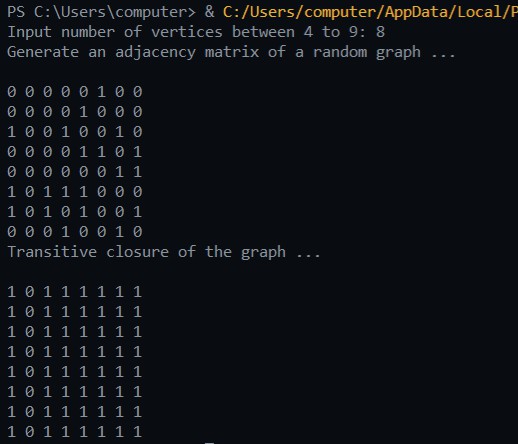 PS C:\Users\computer> & C:/Users/computer/AppData/Local/P
Input number of vertices between 4 to 9: 8
Generate an adjacency matrix of a random graph ...
0 0 0 0 0 1 0 0
0 0 0 0 1 0 0 0
1 0 0 1 0 0 1 0
0 0 0 0 1 1 0 1
0 0 0 0 0 0 1 1
1 0 1 1 1 0 0 0
1 0 1 0 1 0 0 1
0 0 0 1 0 0 1 0
Transitive closure of the graph ...
1 0 1 1 1 1 1 1
1 0 1 1 1 1 1 1
1 0 1 1 1 1 1 1
1 0 1 1 1 1 1 1
1 0 1 1 1 1 1 1
1 0 1 1 1 1 1 1
1 0 1 1 1 1 1 1
1 0 1 1 1 1 1 1